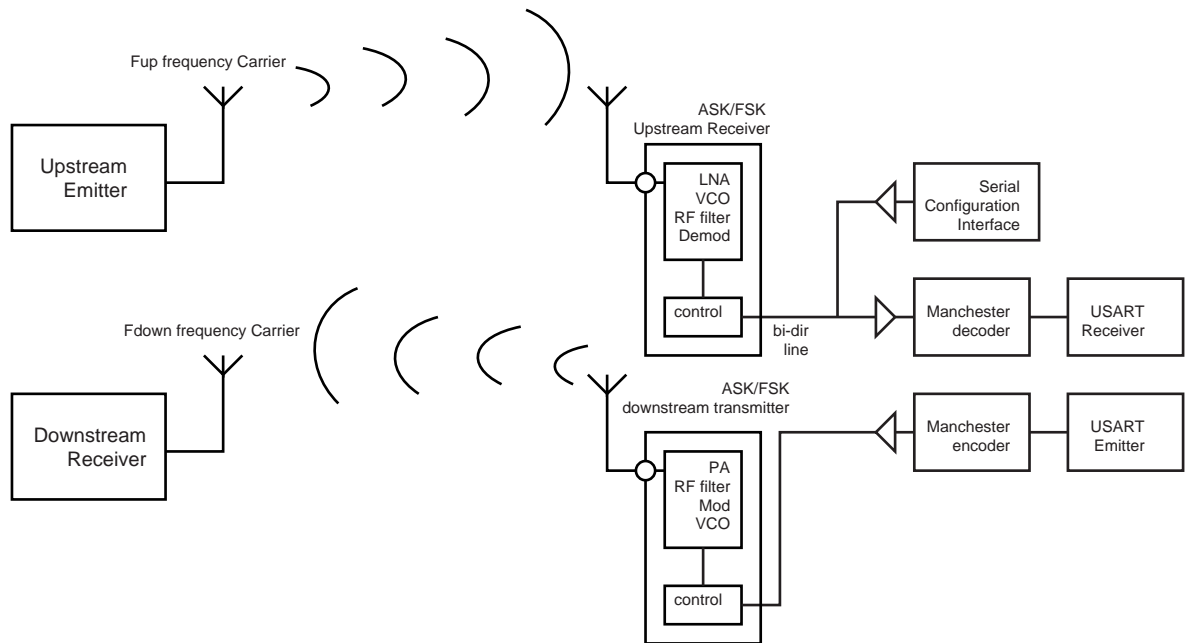 Fup frequency Carrier
Upstream
Emitter
ASK/FSK
Upstream Receiver
LNA
VCO
RF filter
Demod
control
bi-dir
line
Serial
Configuration
Interface
Manchester
decoder
USART
Receiver
Fdown frequency Carrier
Downstream
Receiver
ASK/FSK
downstream transmitter
PA
RF filter
Mod
VCO
control
Manchester
encoder
USART
Emitter